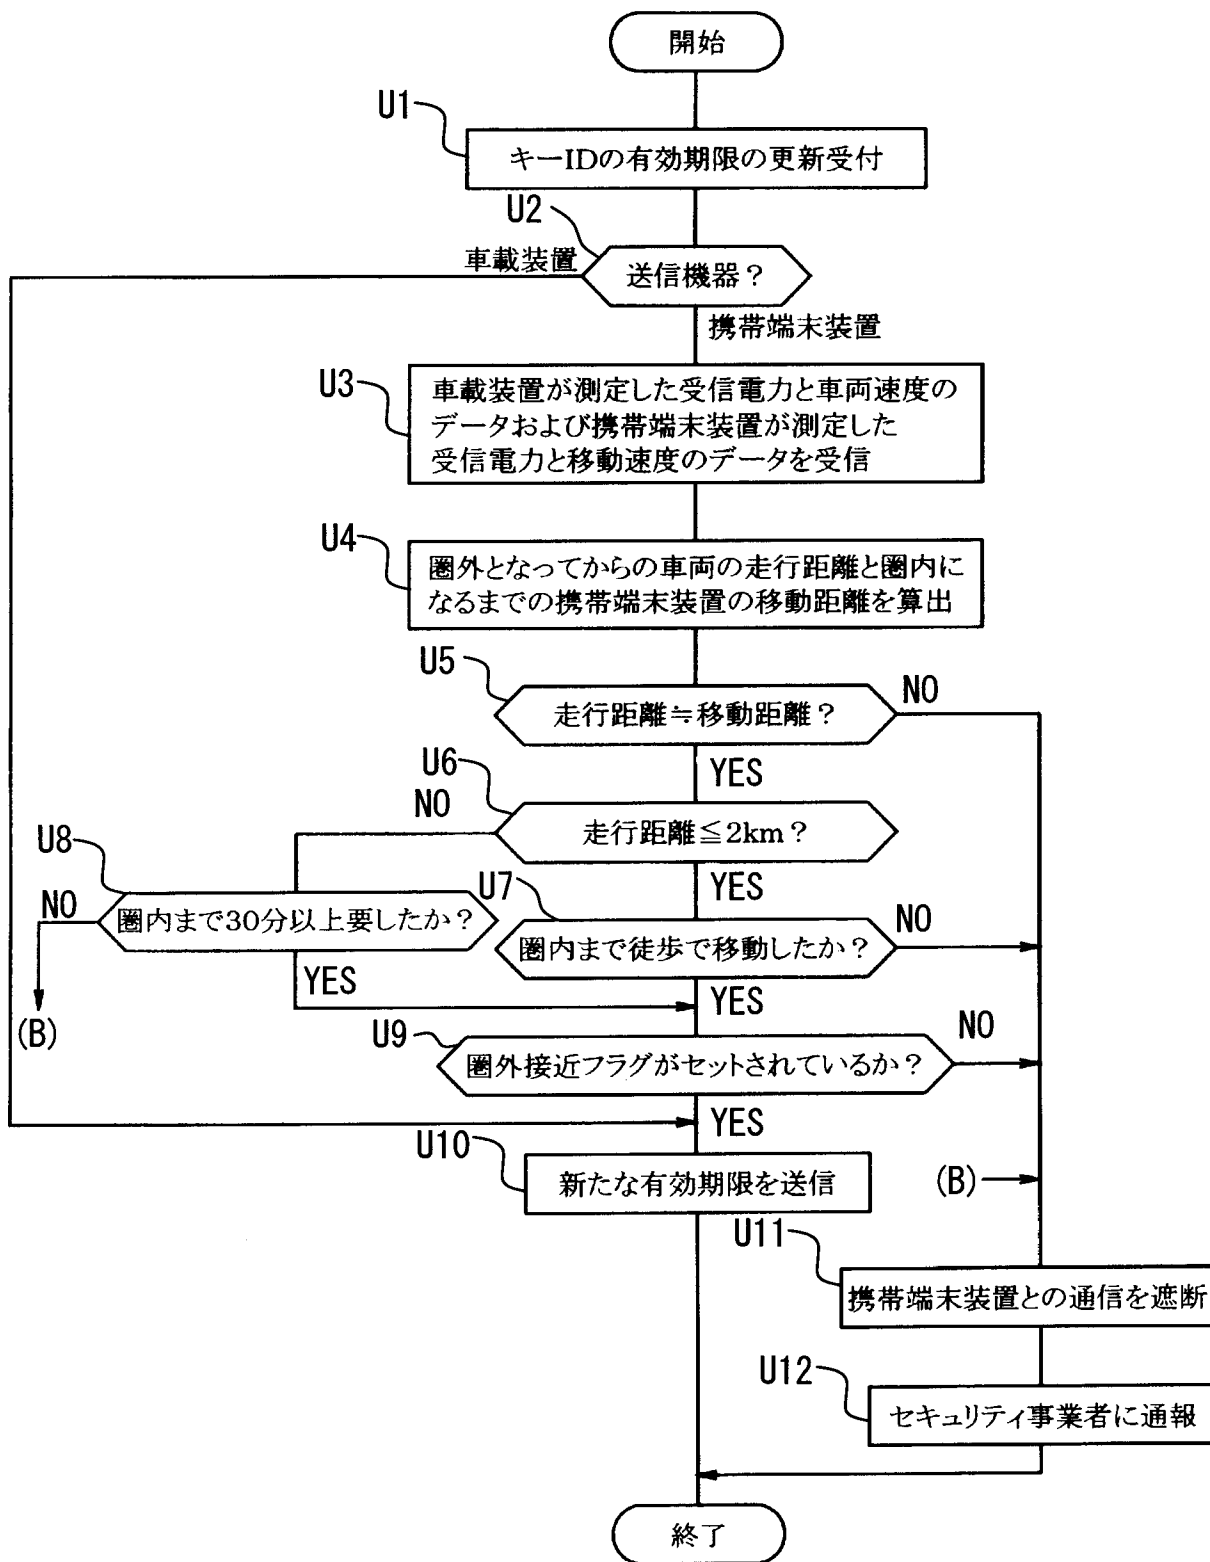 開始
U1
キーIDの有効期限の更新受付
U2
車載装置
送信機器？
携帯端末装置
U3
車載装置が測定した受信電力と車両速度の
データおよび携帯端末装置が測定した
受信電力と移動速度のデータを受信
U4
圏外となってからの車両の走行距離と圏内に
なるまでの携帯端末装置の移動距離を算出
U5
NO
走行距離≒移動距離？
YES
U6
NO
走行距離≦2km？
YES
U8
NO
圏内まで30分以上要したか？
YES
(B)
U7
NO
圏内まで徒歩で移動したか？
YES
U9
NO
圏外接近フラグがセットされているか？
YES
U10
新たな有効期限を送信
(B)
U11
携帯端末装置との通信を遮断
U12
セキュリティ事業者に通報
終了